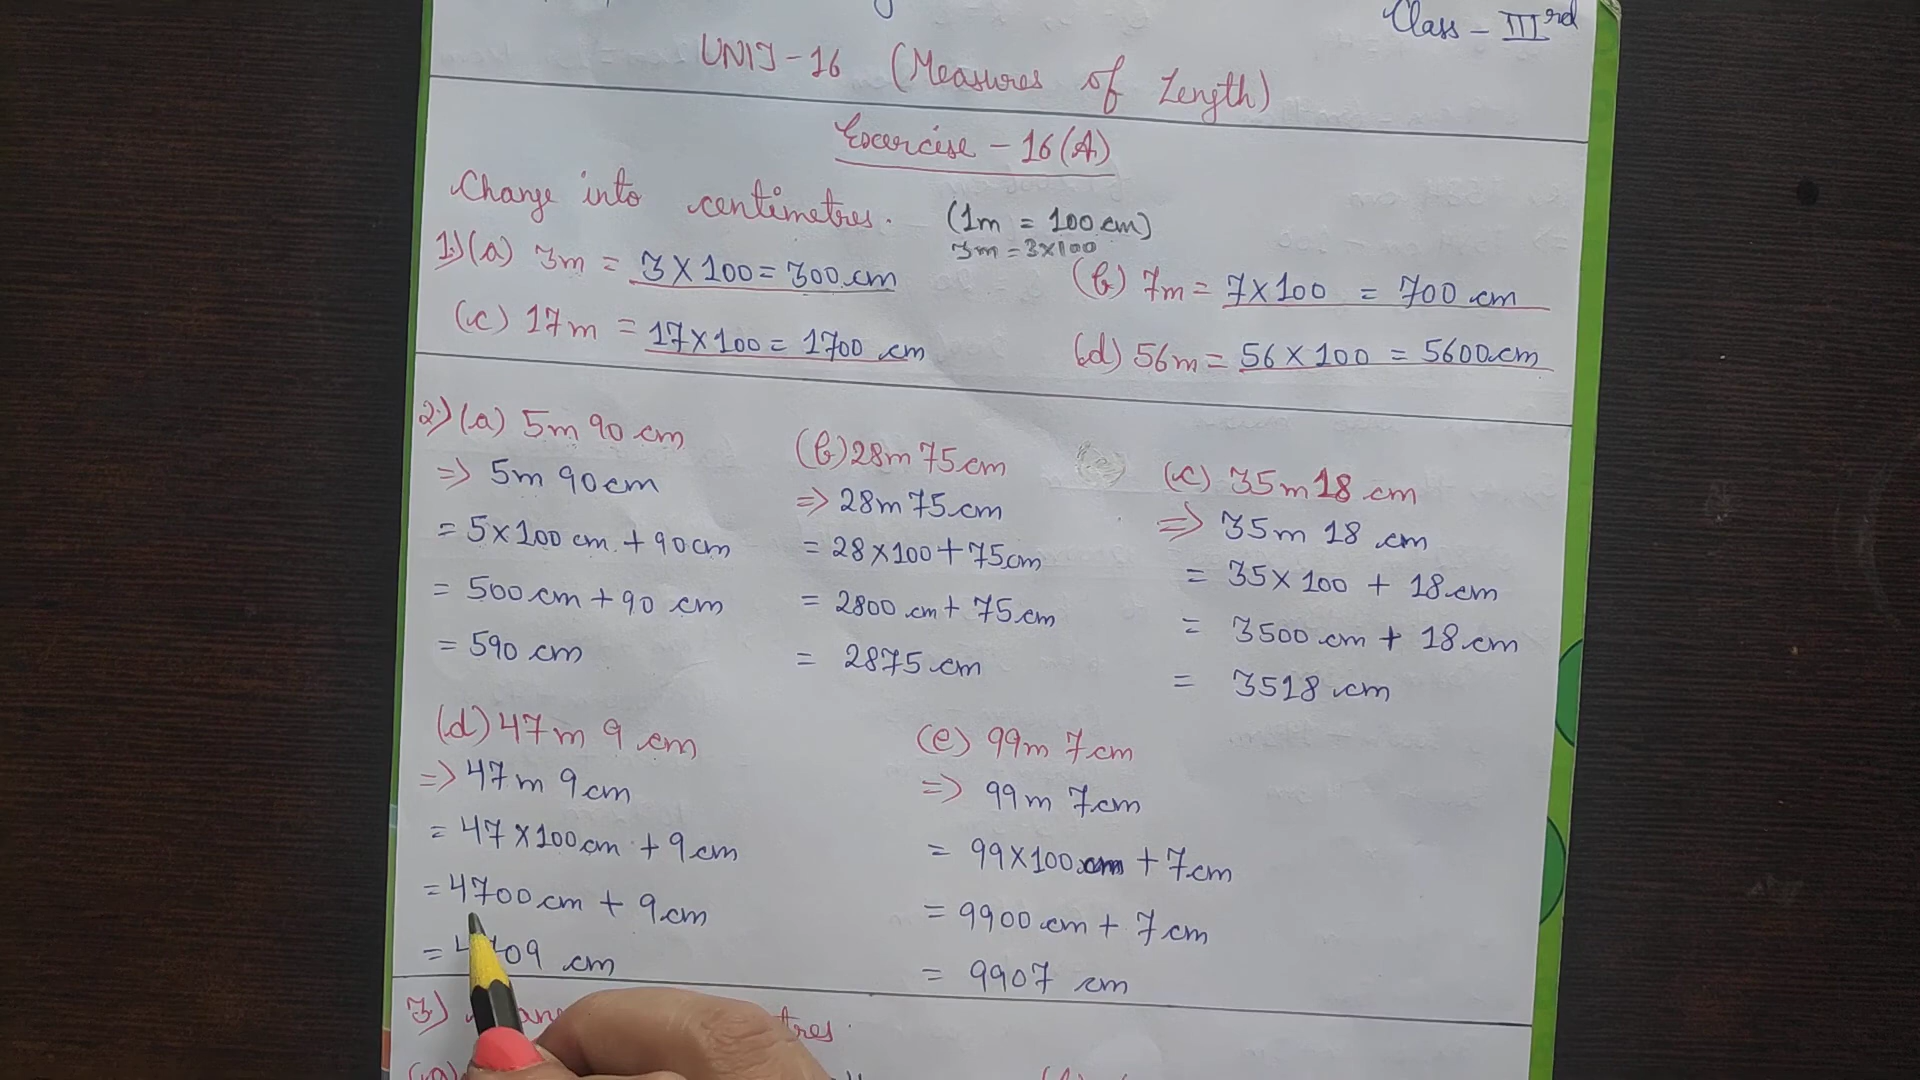 Class - III rd
UNIT - 16 (Measures of Length)
Exercise - 16 (A)
Change into centimetres. (1m = 100 cm)
3m = 3×100
1.) (a) 3m = 3 × 100 = 300 cm
(b) 7m = 7×100 = 700 cm
(c) 17m = 17×100 = 1700 cm
(d) 56m = 56 × 100 = 5600 cm
2.) (a) 5m 90 cm
=> 5m 90 cm
= 5×100 cm + 90 cm
= 500 cm + 90 cm
= 590 cm
(b) 28m 75 cm
=> 28m 75 cm
= 28×100 + 75 cm
= 2800 cm + 75 cm
= 2875 cm
(c) 35m 18 cm
=> 35m 18 cm
= 35× 100 + 18 cm
= 3500 cm + 18 cm
= 3518 cm
(d) 47m 9 cm
=> 47m 9 cm
= 47 ×100 cm + 9 cm
= 4700 cm + 9 cm
= 4709 cm
(e) 99m 7 cm
=> 99m 7 cm
= 99×100 cm + 7 cm
= 9900 cm + 7 cm
= 9907 cm
3)